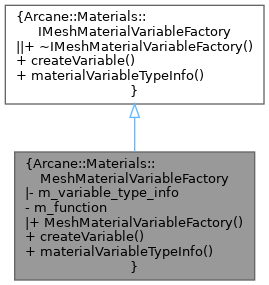 {Arcane::Materials::
IMeshMaterialVariableFactory
||+ ~IMeshMaterialVariableFactory()
+ createVariable()
+ materialVariableTypeInfo()
}
{Arcane::Materials::
MeshMaterialVariableFactory
|- m_variable_type_info
- m_function
|+ MeshMaterialVariableFactory()
+ createVariable()
+ materialVariableTypeInfo()
}